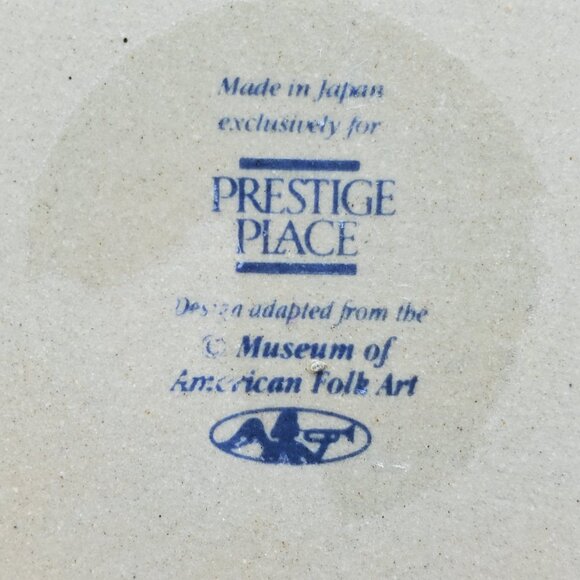 Made in Japan
exclusively for
PRESTIGE
PLACE
Design adapted from the
© Museum of
American Folk Art